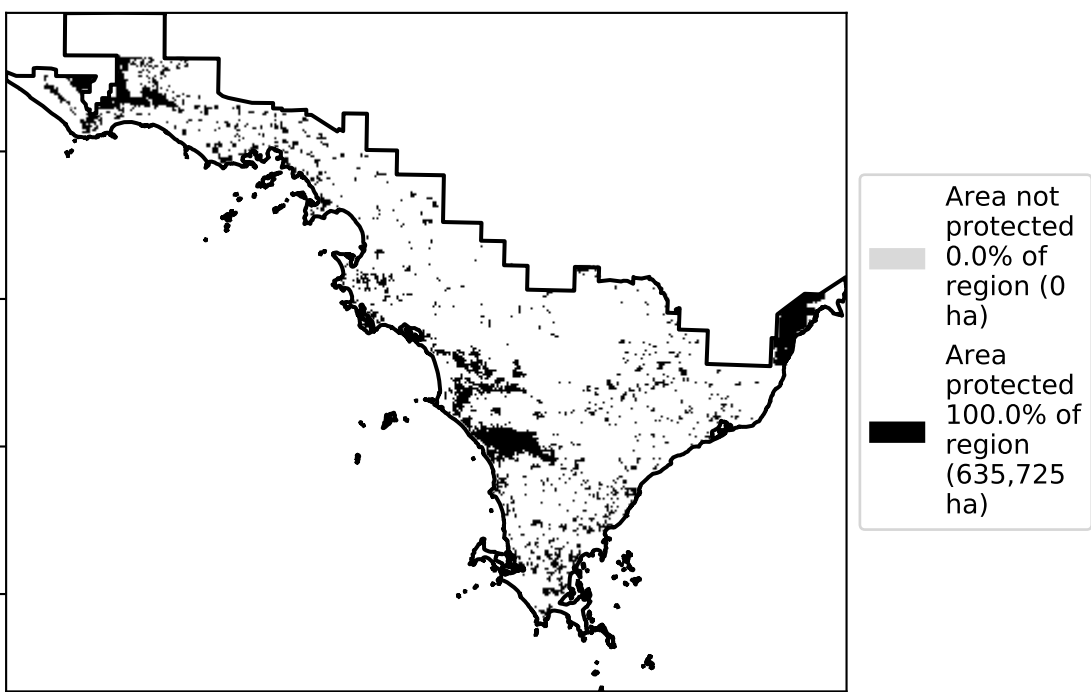 Area not
protected
0.0% of
region (0
ha)
Area
protected
100.0% of
region
(635,725
ha)